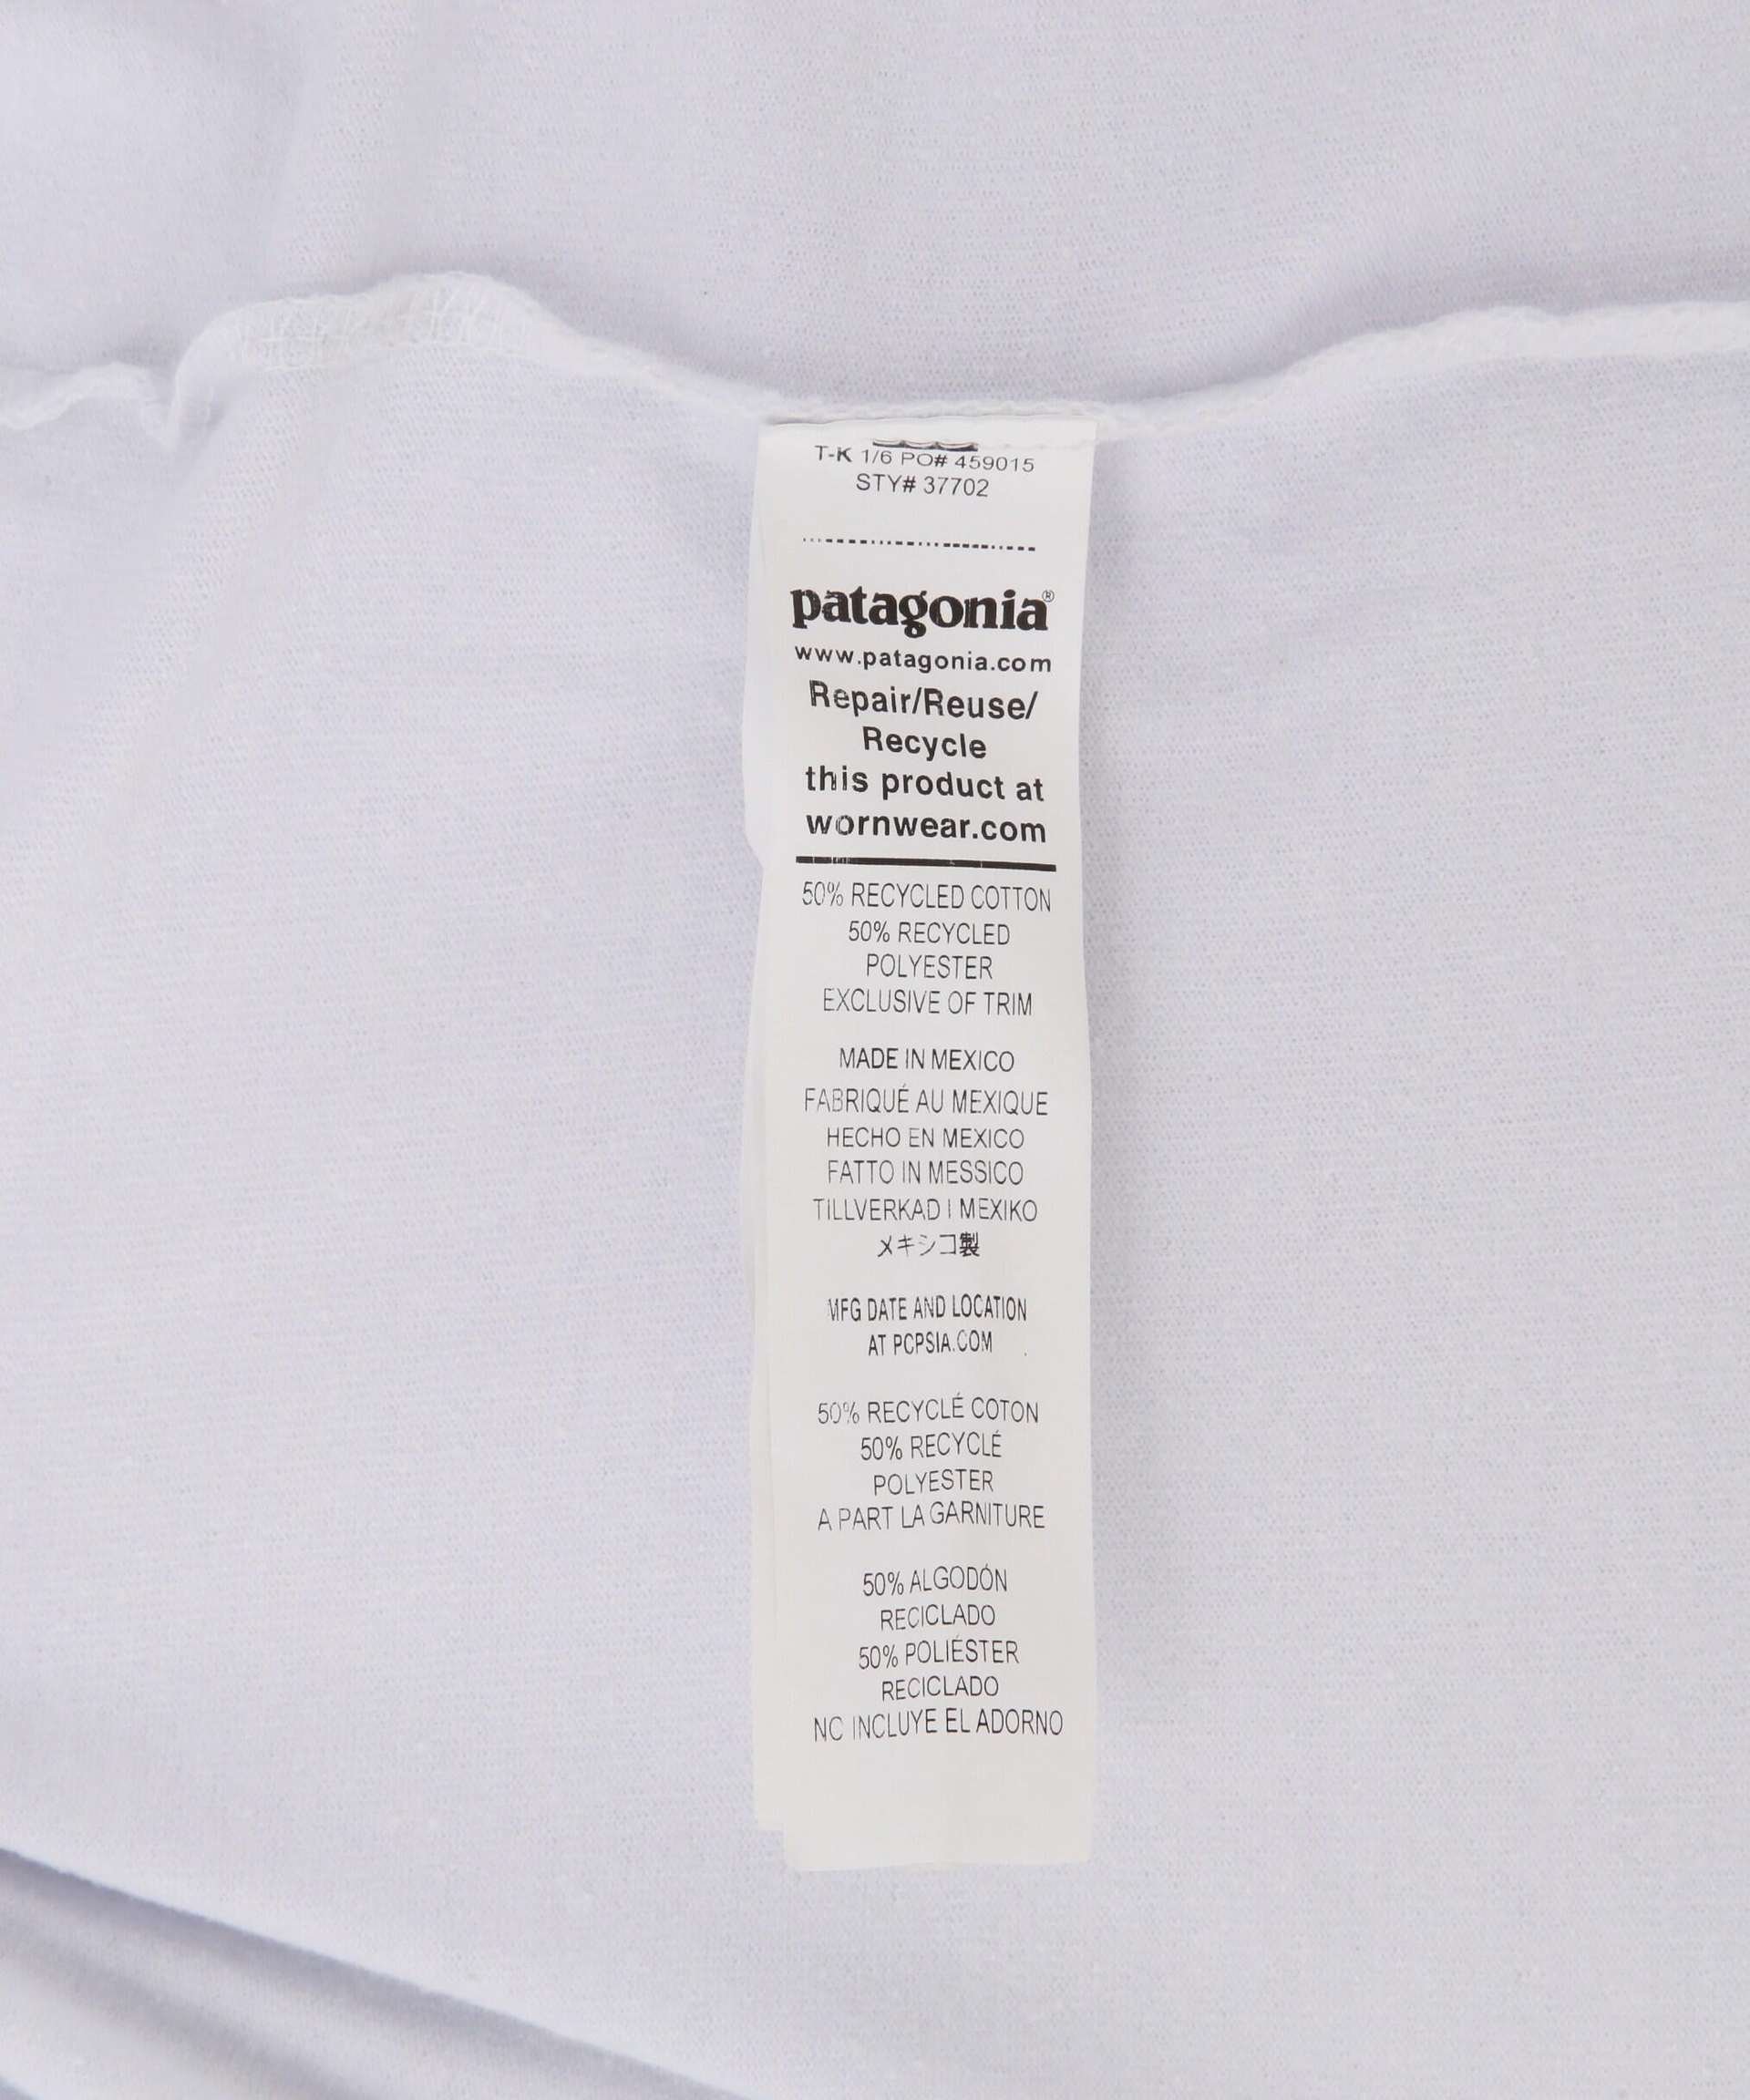 T-K 1/6 PO# 459015
STY# 37702
patagonia®
www.patagonia.com
Repair/Reuse/
Recycle
this product at
wornwear.com
50% RECYCLED COTTON
50% RECYCLED
POLYESTER
EXCLUSIVE OF TRIM
MADE IN MEXICO
FABRIQUÉ AU MEXIQUE
HECHO EN MEXICO
FATTO IN MESSICO
TILLVERKAD I MEXIKO
メキシコ製
MFG DATE AND LOCATION
AT PCPSIA.COM
50% RECYCLÉ COTON
50% RECYCLÉ
POLYESTER
A PART LA GARNITURE
50% ALGODÓN
RECICLADO
50% POLIÉSTER
RECICLADO
NC INCLUYE EL ADORNO